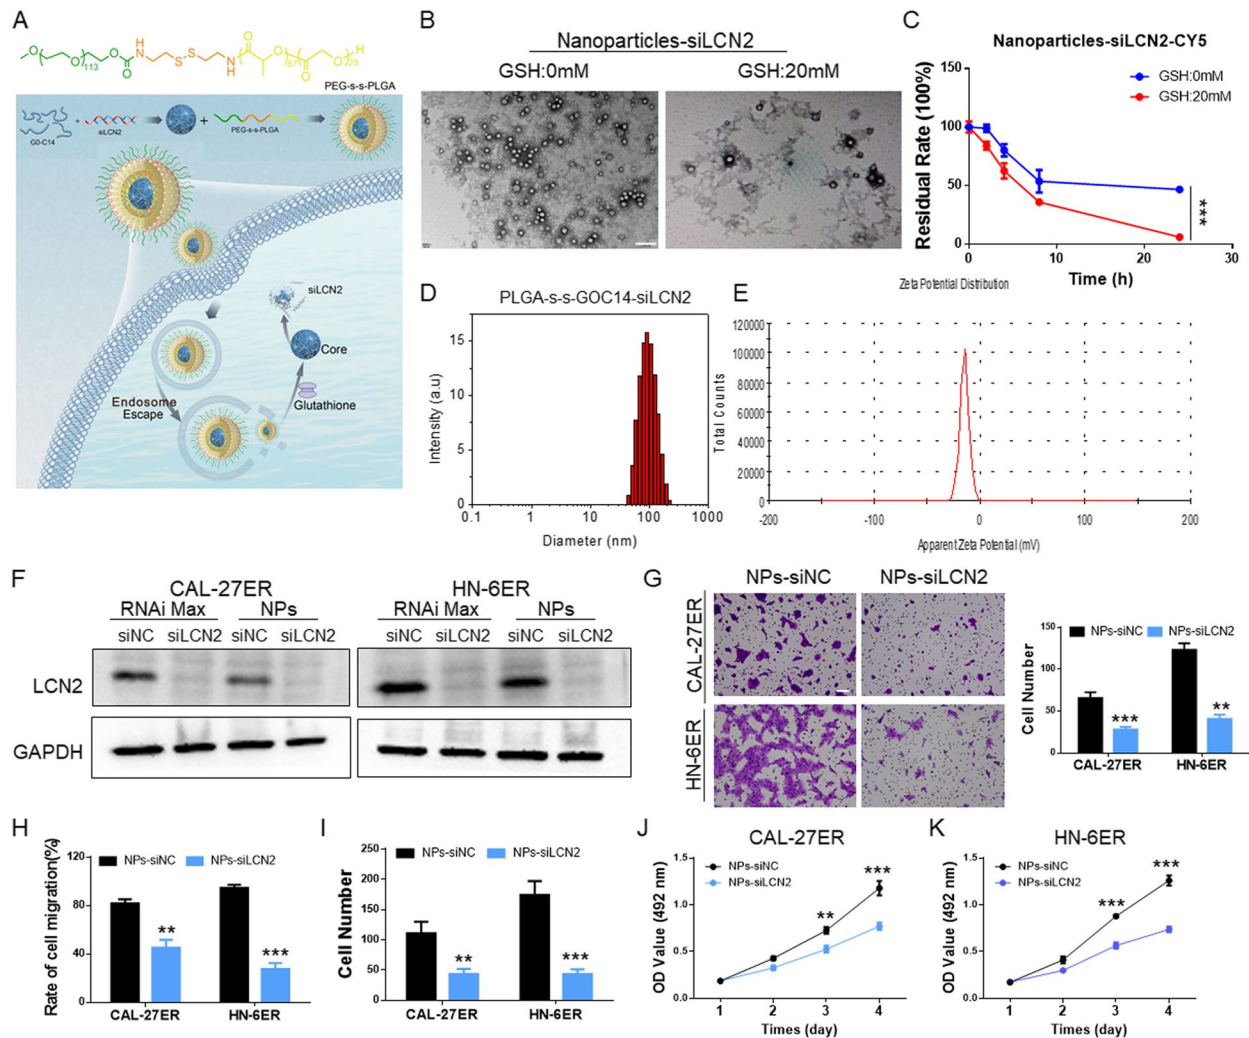 A
O
O
113
O
O
N
H
S
S
H
N
O
O
87
O
O
29
H
PEG-s-s-PLGA
G0-C14
+
siLCN2
+
PEG-s-s-PLGA
siLCN2
Core
Endosome
Escape
Glutathione
B
Nanoparticles-siLCN2
GSH:0mM
GSH:20mM
C
Nanoparticles-siLCN2-CY5
Residual Rate (100%)
150
100
50
0
GSH:0mM
GSH:20mM
***
0 10 20 30
Time (h)
D
PLGA-s-s-GOC14-siLCN2
Intensity (a.u)
15
10
5
0
0.1 1 10 100 1000
Diameter (nm)
E
Zeta Potential Distribution
Total Counts
120000
100000
80000
60000
40000
20000
0
-200 -100 0 100 200
Apparent Zeta Potential (mV)
F
CAL-27ER HN-6ER
RNAi Max NPs RNAi Max NPs
siNC siLCN2 siNC siLCN2 siNC siLCN2 siNC siLCN2
LCN2
GAPDH
G
NPs-siNC NPs-siLCN2
CAL-27ER
HN-6ER
Cell Number
150
100
50
0
NPs-siNC NPs-siLCN2
*** **
CAL-27ER HN-6ER
H
Rate of cell migration(%)
120
80
40
0
NPs-siNC NPs-siLCN2
** ***
CAL-27ER HN-6ER
I
Cell Number
250
200
150
100
50
0
NPs-siNC NPs-siLCN2
** ***
CAL-27ER HN-6ER
J
CAL-27ER
OD Value (492 nm)
1.5
1.0
0.5
0.0
NPs-siNC
NPs-siLCN2
** ***
1 2 3 4
Times (day)
K
HN-6ER
OD Value (492 nm)
1.5
1.0
0.5
0.0
NPs-siNC
NPs-siLCN2
*** ***
1 2 3 4
Times (day)